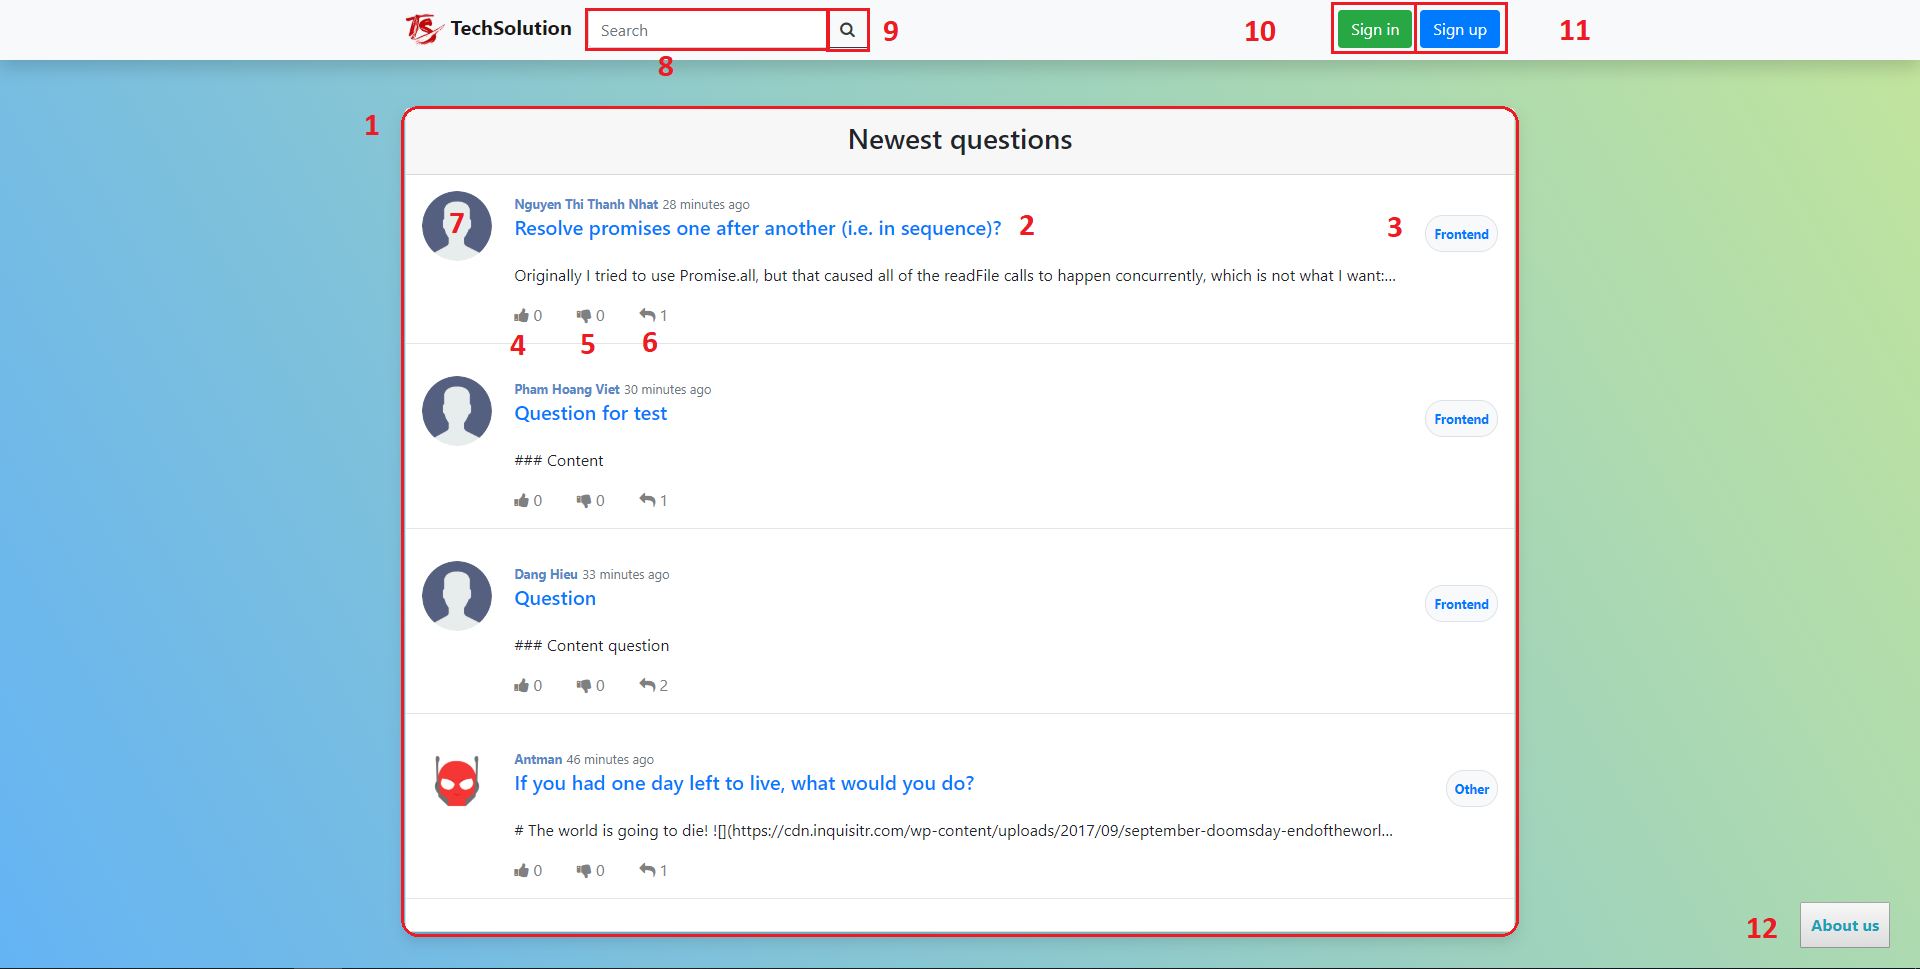 TS TechSolution Search 9 10 Sign in Sign up 11
8
1
Newest questions
7
Nguyen Thi Thanh Nhat 28 minutes ago
Resolve promises one after another (i.e. in sequence)? 2 3 Frontend
Originally I tried to use Promise.all, but that caused all of the readFile calls to happen concurrently, which is not what I want:...
0 0 1
4 5 6
Pham Hoang Viet 30 minutes ago
Question for test Frontend
### Content
0 0 1
Dang Hieu 33 minutes ago
Question Frontend
### Content question
0 0 2
Antman 46 minutes ago
If you had one day left to live, what would you do? Other
# The world is going to die! ![](https://cdn.inquisitr.com/wp-content/uploads/2017/09/september-doomsday-endoftheworl...
0 0 1
12 About us